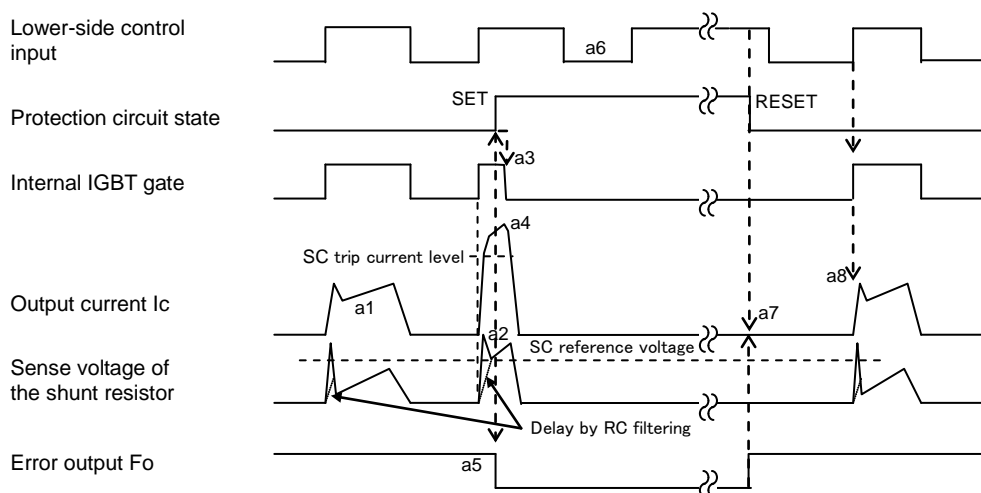 Lower-side control
input
a6
SET
RESET
Protection circuit state
a3
Internal IGBT gate
a4
SC trip current level
a8
Output current Ic
a1
a7
a2
SC reference voltage
Sense voltage of
the shunt resistor
Delay by RC filtering
Error output Fo
a5